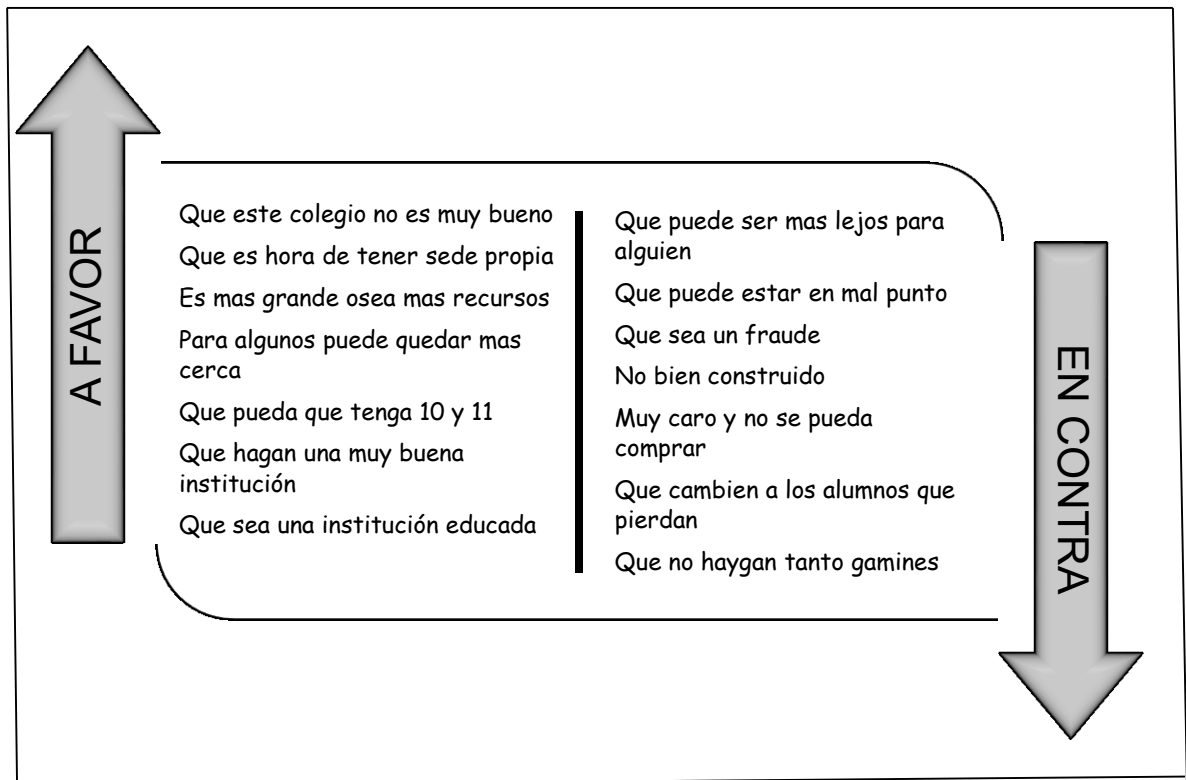 A FAVOR
Que este colegio no es muy bueno
Que es hora de tener sede propia
Es mas grande osea mas recursos
Para algunos puede quedar mas
cerca
Que pueda que tenga 10 y 11
Que hagan una muy buena
institución
Que sea una institución educada
Que puede ser mas lejos para
alguien
Que puede estar en mal punto
Que sea un fraude
No bien construido
Muy caro y no se pueda
comprar
Que cambien a los alumnos que
pierdan
Que no haygan tanto gamines
EN CONTRA